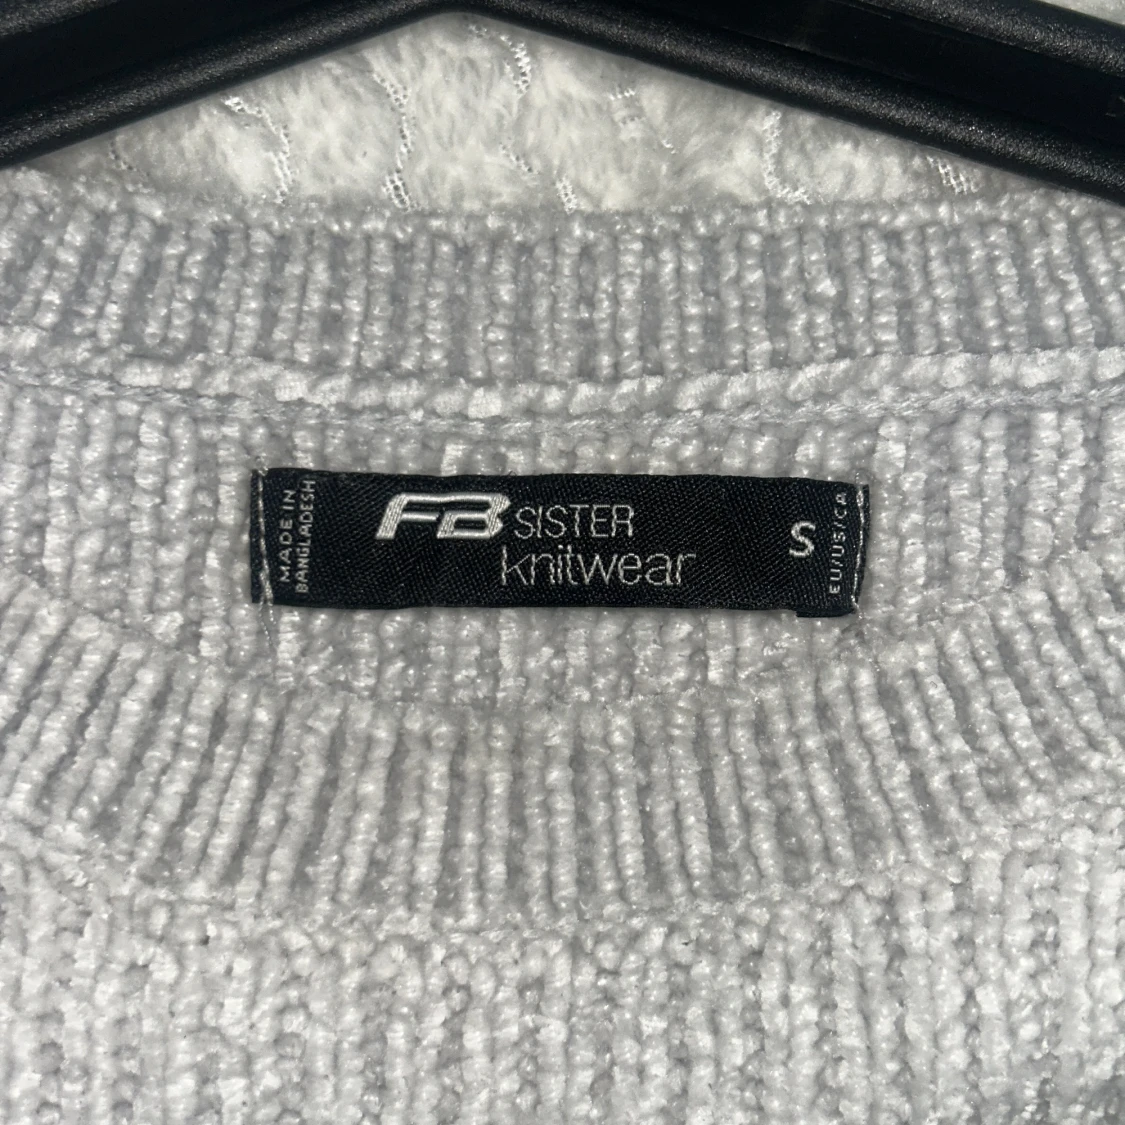 MADE IN
BANGLADESH
FB SISTER
knitwear
S
EU/US/CA